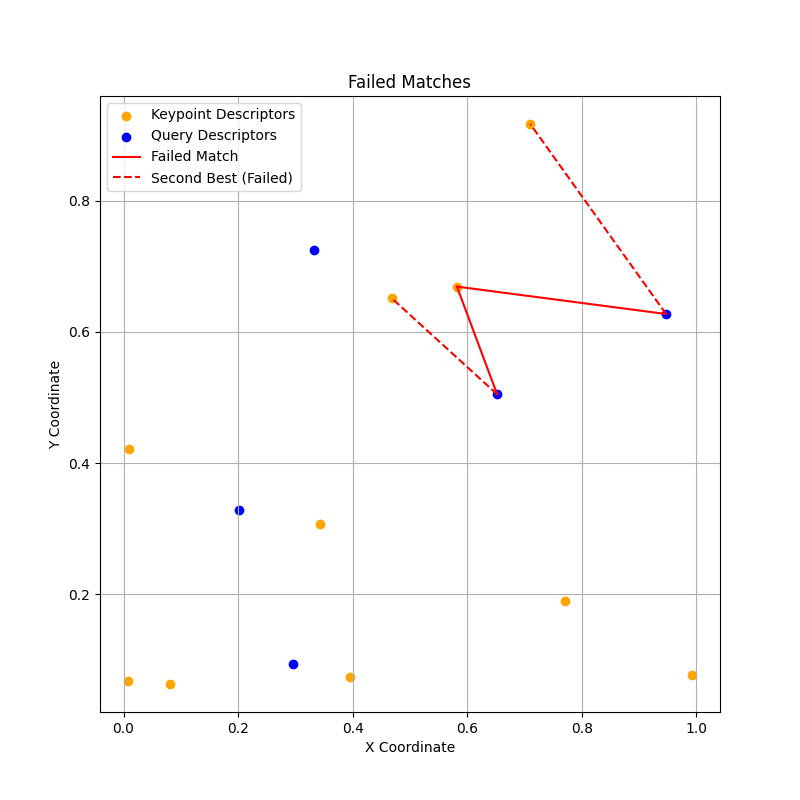 Failed Matches
Keypoint Descriptors
Query Descriptors
Failed Match
Second Best (Failed)
Y Coordinate
0.8
0.6
0.4
0.2
0.0 0.2 0.4 0.6 0.8 1.0
X Coordinate